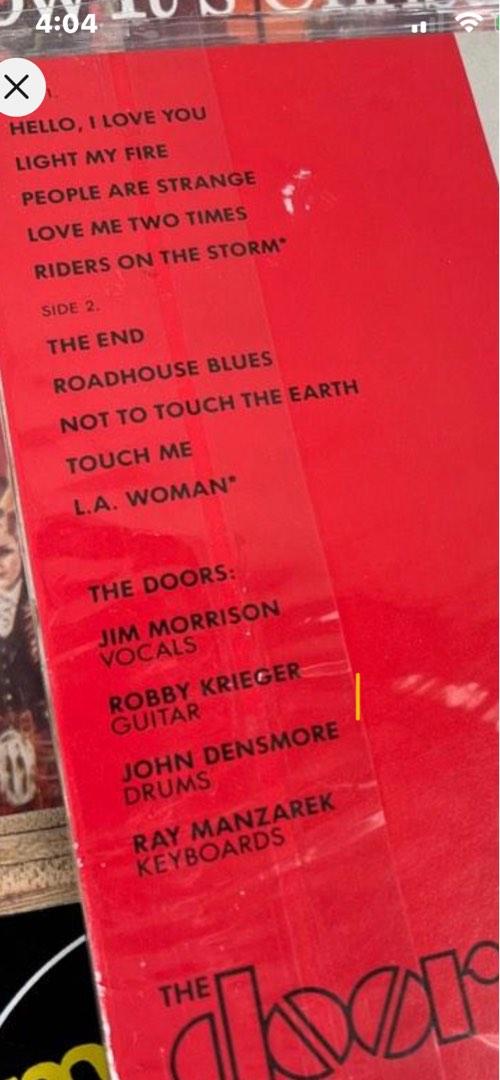 4:04
HELLO, I LOVE YOU
LIGHT MY FIRE
PEOPLE ARE STRANGE
LOVE ME TWO TIMES
RIDERS ON THE STORM*
SIDE 2.
THE END
ROADHOUSE BLUES
NOT TO TOUCH THE EARTH
TOUCH ME
L.A. WOMAN*
THE DOORS:
JIM MORRISON
VOCALS
ROBBY KRIEGER
GUITAR
JOHN DENSMORE
DRUMS
RAY MANZAREK
KEYBOARDS
THE
door